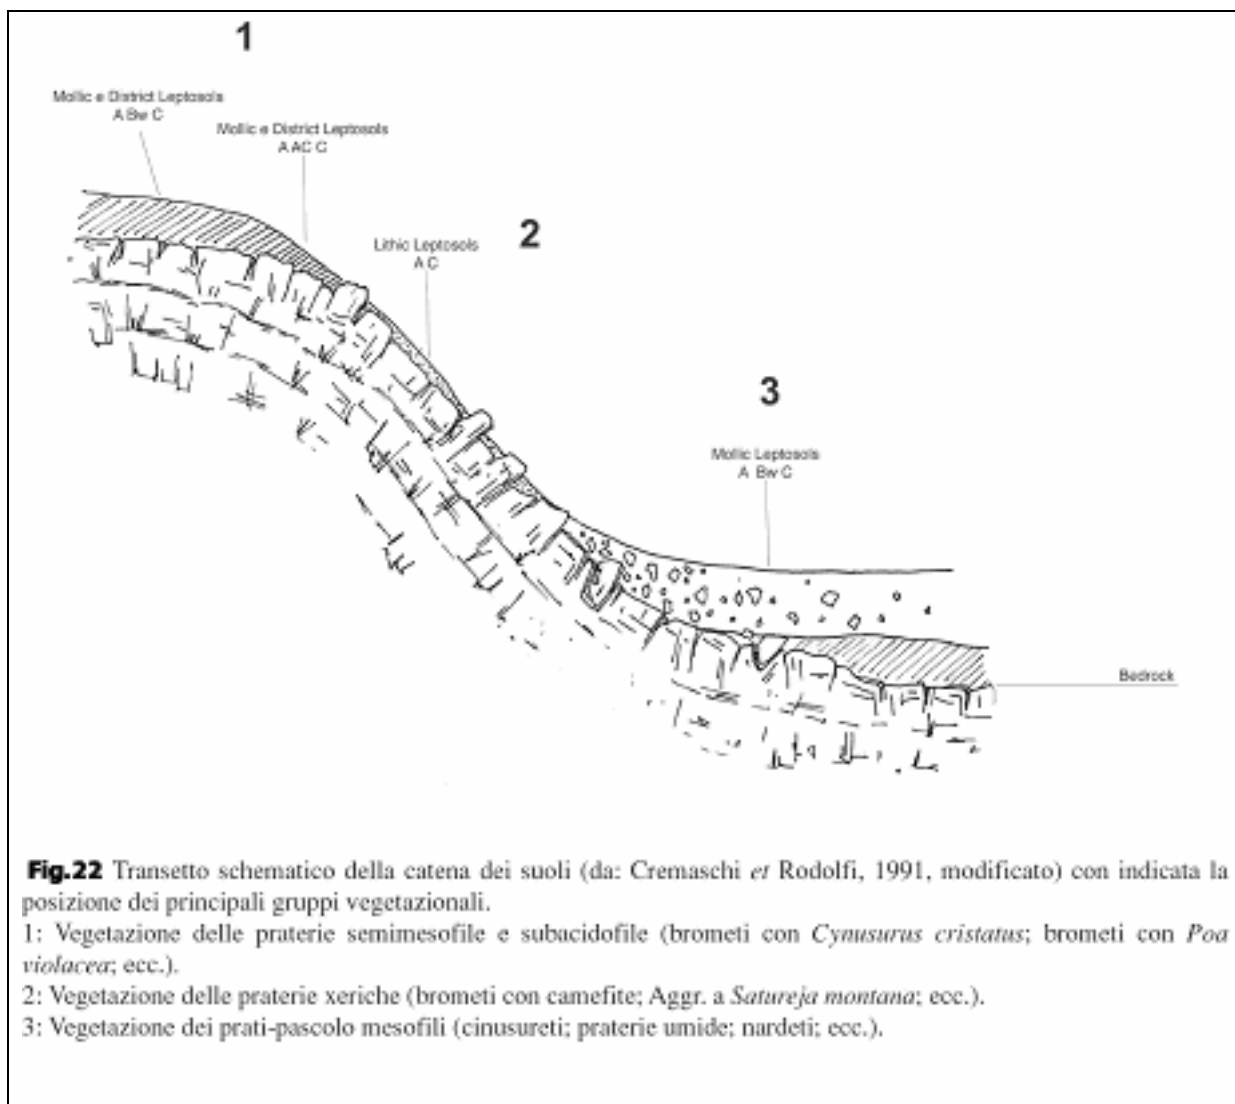 1
Mollic e District Leptosols
A Bw C
Mollic e District Leptosols
A AC C
2
Lithic Leptosols
A C
3
Mollic Leptosols
A Bw C
Bedrock
Fig.22 Transetto schematico della catena dei suoli (da: Cremaschi et Rodolfi, 1991, modificato) con indicata la
posizione dei principali gruppi vegetazionali.
1: Vegetazione delle praterie semimesofile e subacidofile (brometi con Cynusurus cristatus; brometi con Poa
violacea; ecc.).
2: Vegetazione delle praterie xeriche (brometi con camefite; Aggr. a Satureja montana; ecc.).
3: Vegetazione dei prati-pascolo mesofili (cinusureti; praterie umide; nardeti; ecc.).